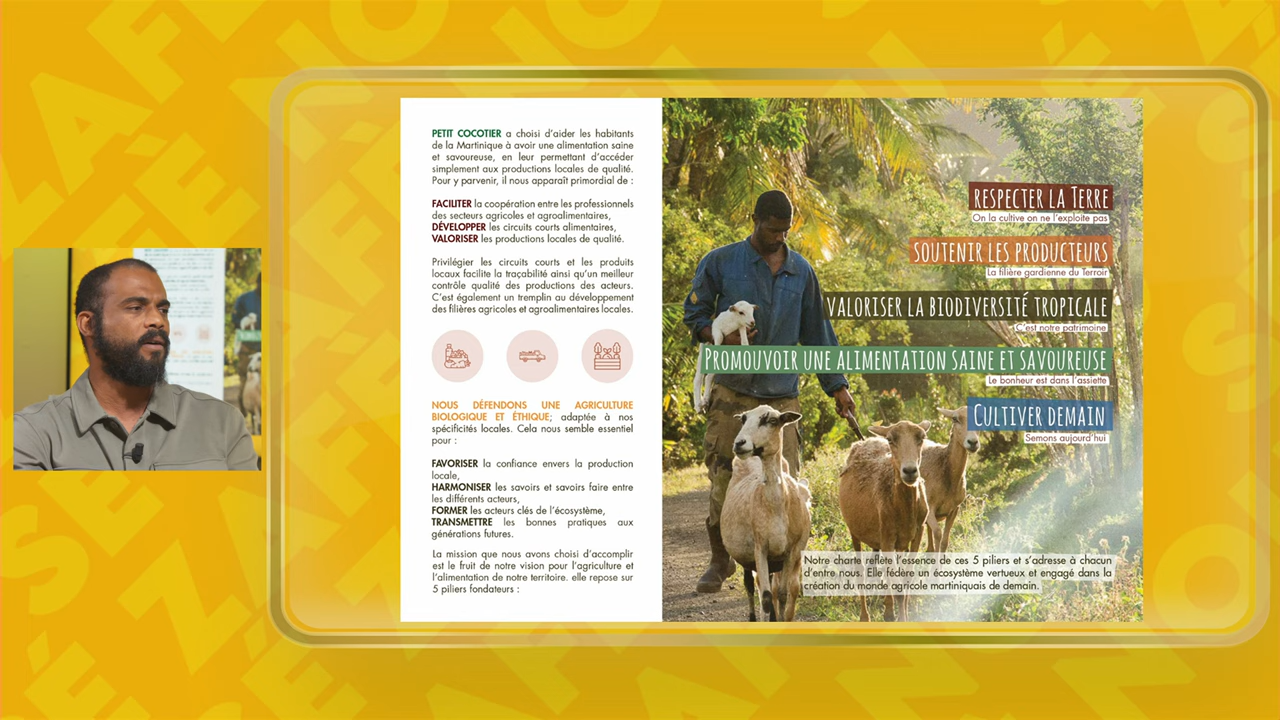 PETIT COCOTIER a choisi d'aider les habitants
de la Martinique à avoir une alimentation saine
et savoureuse, en leur permettant d'accéder
simplement aux productions locales de qualité.
Pour y parvenir, il nous apparaît primordial de :
FACILITER la coopération entre les professionnels
des secteurs agricoles et agroalimentaires,
DÉVELOPPER les circuits courts alimentaires,
VALORISER les productions locales de qualité.
Privilégier les circuits courts et les produits
locaux facilite la traçabilité ainsi qu'un meilleur
contrôle qualité des productions des acteurs.
C'est également un tremplin au développement
des filières agricoles et agroalimentaires locales.
NOUS DÉFENDONS UNE AGRICULTURE
BIOLOGIQUE ET ÉTHIQUE; adaptée à nos
spécificités locales. Cela nous semble essentiel
pour :
FAVORISER la confiance envers la production
locale,
HARMONISER les savoirs et savoirs faire entre
les différents acteurs,
FORMER les acteurs clés de l'écosystème,
TRANSMETTRE les bonnes pratiques aux
générations futures.
La mission que nous avons choisi d'accomplir
est le fruit de notre vision pour l'agriculture et
l'alimentation de notre territoire. elle repose sur
5 piliers fondateurs :
RESPECTER LA TERRE
On la cultive on ne l'exploite pas
SOUTENIR LES PRODUCTEURS
La filière gardienne du Terroir
VALORISER LA BIODIVERSITÉ TROPICALE
C'est notre patrimoine
PROMOUVOIR UNE ALIMENTATION SAINE ET SAVOUREUSE
Le bonheur est dans l'assiette
CULTIVER DEMAIN
Semons aujourd'hui
Notre charte reflète l'essence de ces 5 piliers et s'adresse à chacun
d'entre nous. Elle fédère un écosystème vertueux et engagé dans la
création du monde agricole martiniquais de demain.